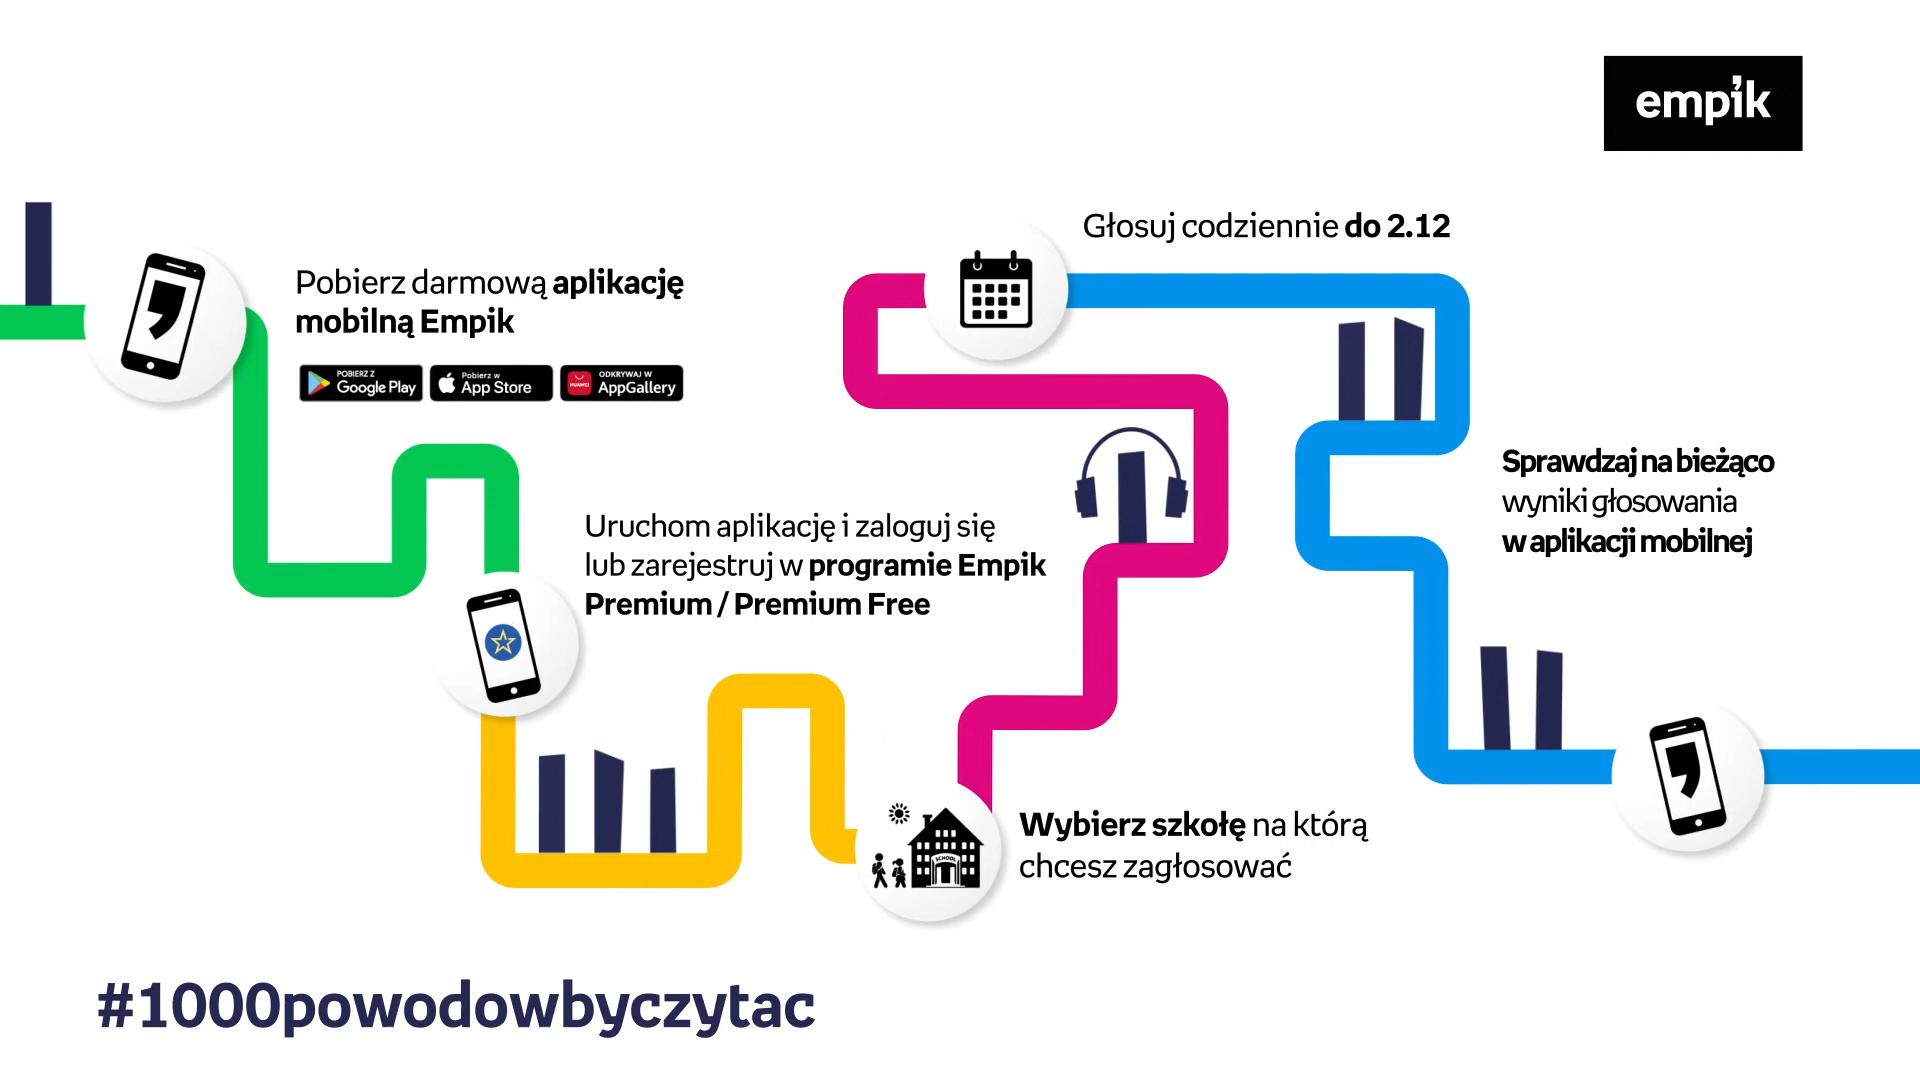 empik
Głosuj codziennie do 2.12
Pobierz darmową aplikację
mobilną Empik
POBIERZ Z
Google Play
Pobierz w
App Store
HUAWEI
ODKRYWAJ W
AppGallery
Sprawdzaj na bieżąco
wyniki głosowania
w aplikacji mobilnej
Uruchom aplikację i zaloguj się
lub zarejestruj w programie Empik
Premium / Premium Free
Wybierz szkołę na którą
chcesz zagłosować
SCHOOL
#1000powodowbyczytac